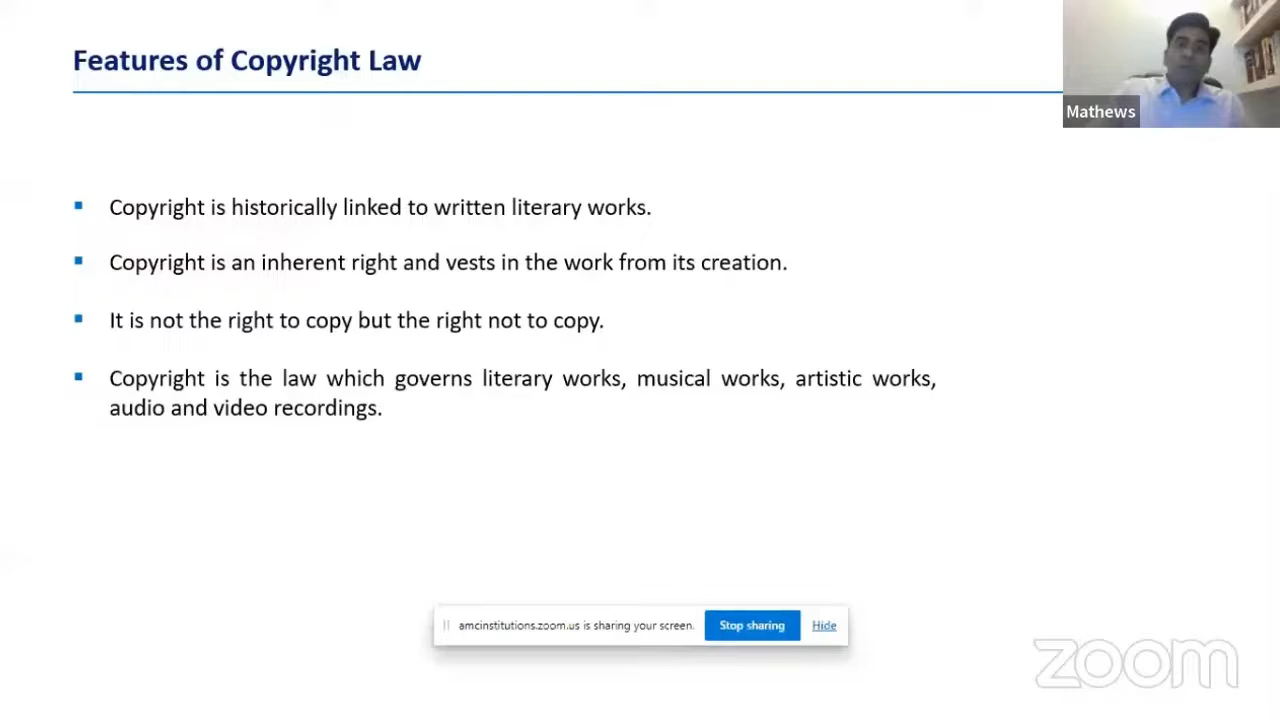 Features of Copyright Law
Mathews
Copyright is historically linked to written literary works.
Copyright is an inherent right and vests in the work from its creation.
It is not the right to copy but the right not to copy.
Copyright is the law which governs literary works, musical works, artistic works,
audio and video recordings.
amcinstitutions.zoom.us is sharing your screen.
Stop sharing
Hide
zoom